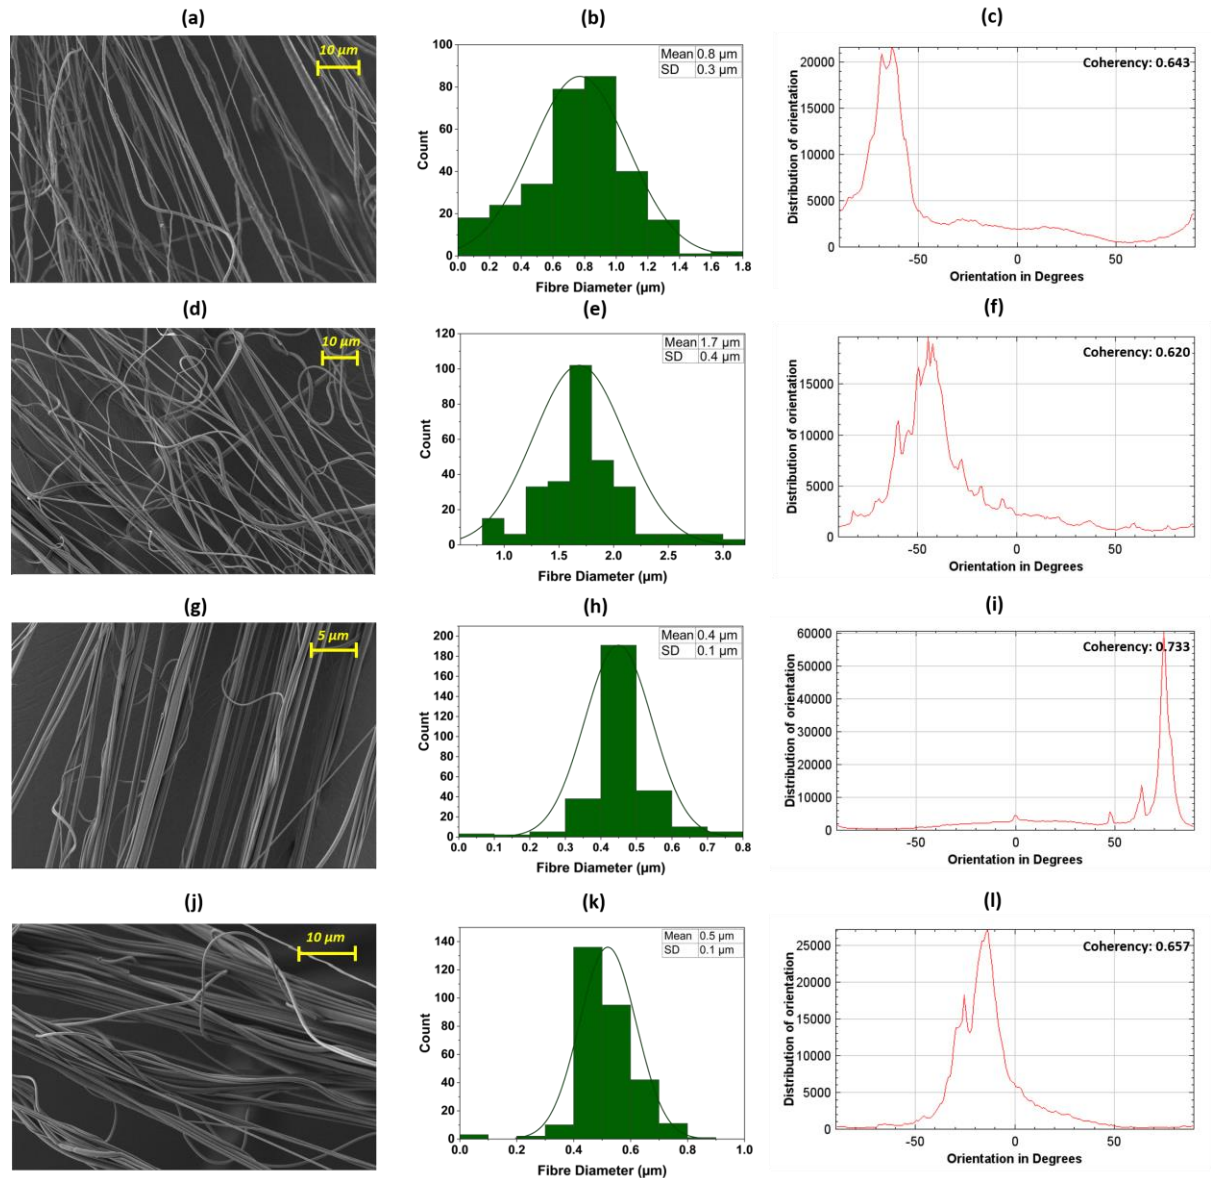 (a)
(b)
(c)
10 µm
100
80
60
40
20
0
Count
0.0 0.2 0.4 0.6 0.8 1.0 1.2 1.4 1.6 1.8
Fibre Diameter (µm)
Mean 0.8 µm
SD 0.3 µm
20000
15000
10000
5000
0
Distribution of orientation
-50 0 50
Orientation in Degrees
Coherency: 0.643
(d)
(e)
(f)
10 µm
120
100
80
60
40
20
0
Count
1.0 1.5 2.0 2.5 3.0
Fibre Diameter (µm)
Mean 1.7 µm
SD 0.4 µm
15000
10000
5000
0
Distribution of orientation
-50 0 50
Orientation in Degrees
Coherency: 0.620
(g)
(h)
(i)
5 µm
200
180
160
140
120
100
80
60
40
20
0
Count
0.0 0.1 0.2 0.3 0.4 0.5 0.6 0.7 0.8
Fibre Diameter (µm)
Mean 0.4 µm
SD 0.1 µm
60000
50000
40000
30000
20000
10000
0
Distribution of orientation
-50 0 50
Orientation in Degrees
Coherency: 0.733
(j)
(k)
(l)
10 µm
140
120
100
80
60
40
20
0
Count
0.0 0.2 0.4 0.6 0.8 1.0
Fibre Diameter (µm)
Mean 0.5 µm
SD 0.1 µm
25000
20000
15000
10000
5000
0
Distribution of orientation
-50 0 50
Orientation in Degrees
Coherency: 0.657